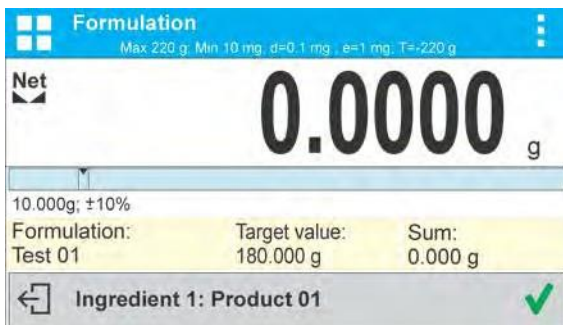 Formulation
Max 220 g: Min 10 mg, d=0.1 mg , e=1 mg, T=-220 g
Net
0.0000 g
10.000g; ±10%
Formulation: Target value: Sum:
Test 01 180.000 g 0.000 g
Ingredient 1: Product 01